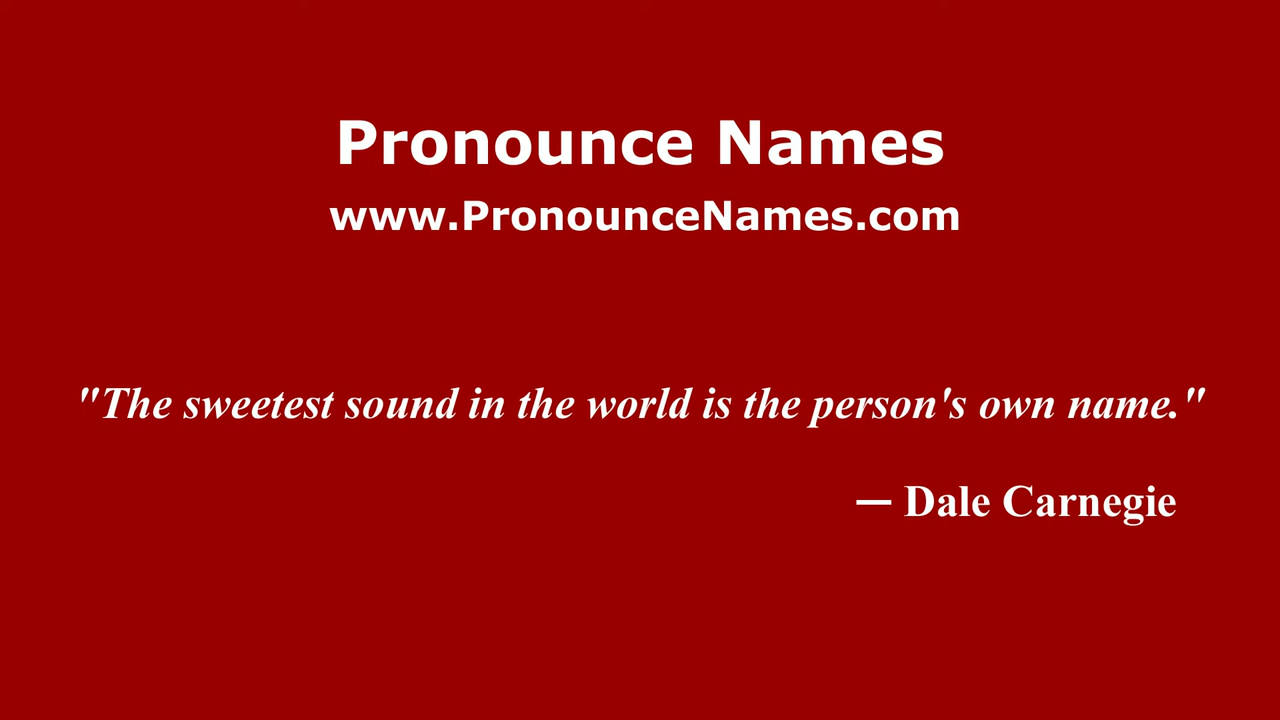 Pronounce Names
www.PronounceNames.com
"The sweetest sound in the world is the person's own name."
— Dale Carnegie